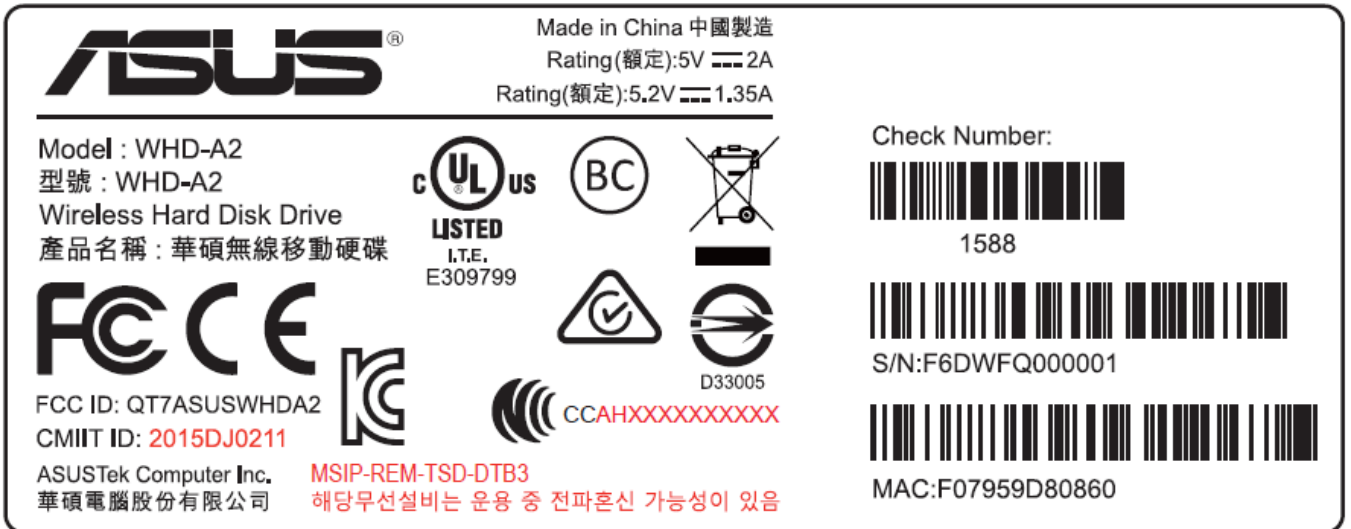 ASUS®
Made in China 中國製造
Rating(額定):5V ⎓ 2A
Rating(額定):5.2V ⎓ 1.35A
Model : WHD-A2
型號 : WHD-A2
Wireless Hard Disk Drive
產品名稱 : 華碩無線移動硬碟
C UL® US
LISTED
I.T.E.
E309799
BC
FC CE
D33005
FCC ID: QT7ASUSWHDA2
CMIIT ID: 2015DJ0211
CCAHXXXXXXXXXX
ASUSTek Computer Inc.
華碩電腦股份有限公司
MSIP-REM-TSD-DTB3
해당무선설비는 운용 중 전파혼신 가능성이 있음
Check Number:
1588
S/N:F6DWFQ000001
MAC:F07959D80860